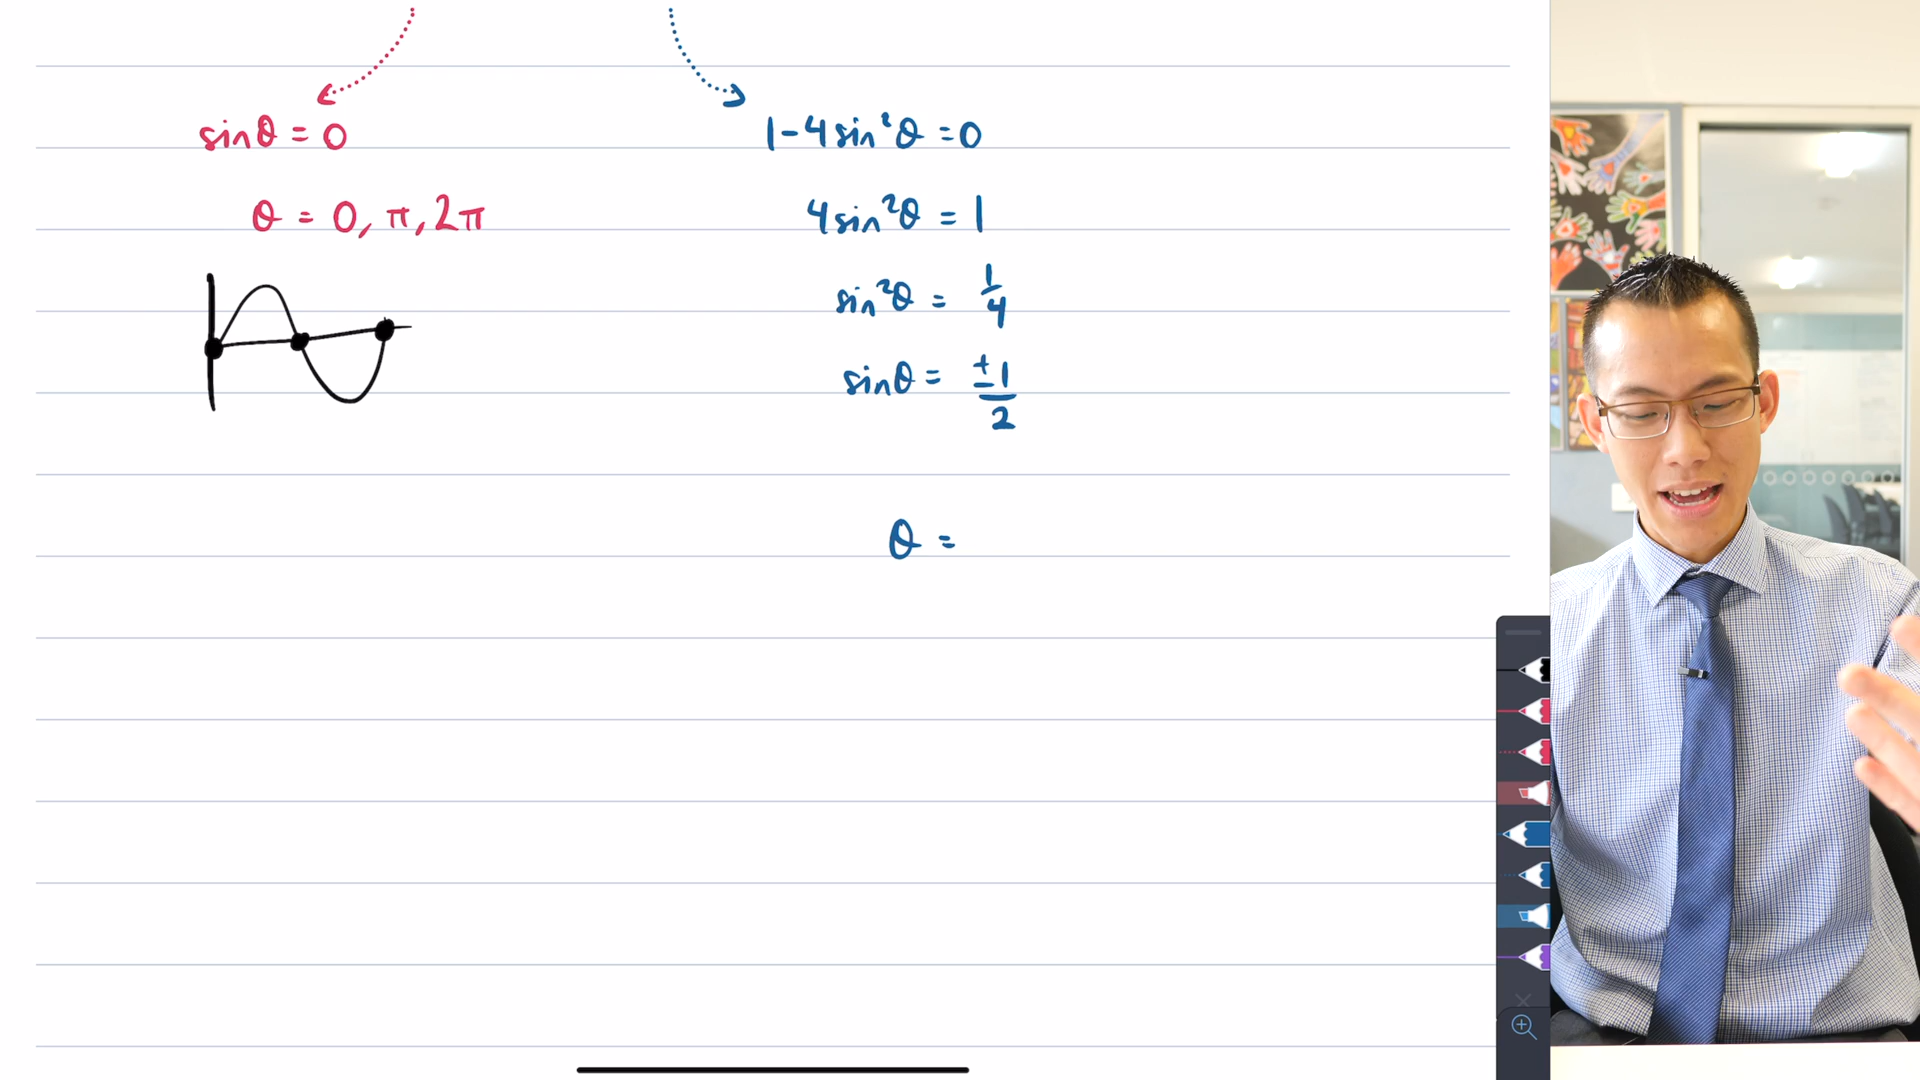 sinθ = 0
θ = 0, π, 2π
1-4sin²θ = 0
4sin²θ = 1
sin²θ = 1/4
sinθ = ±1/2
θ =